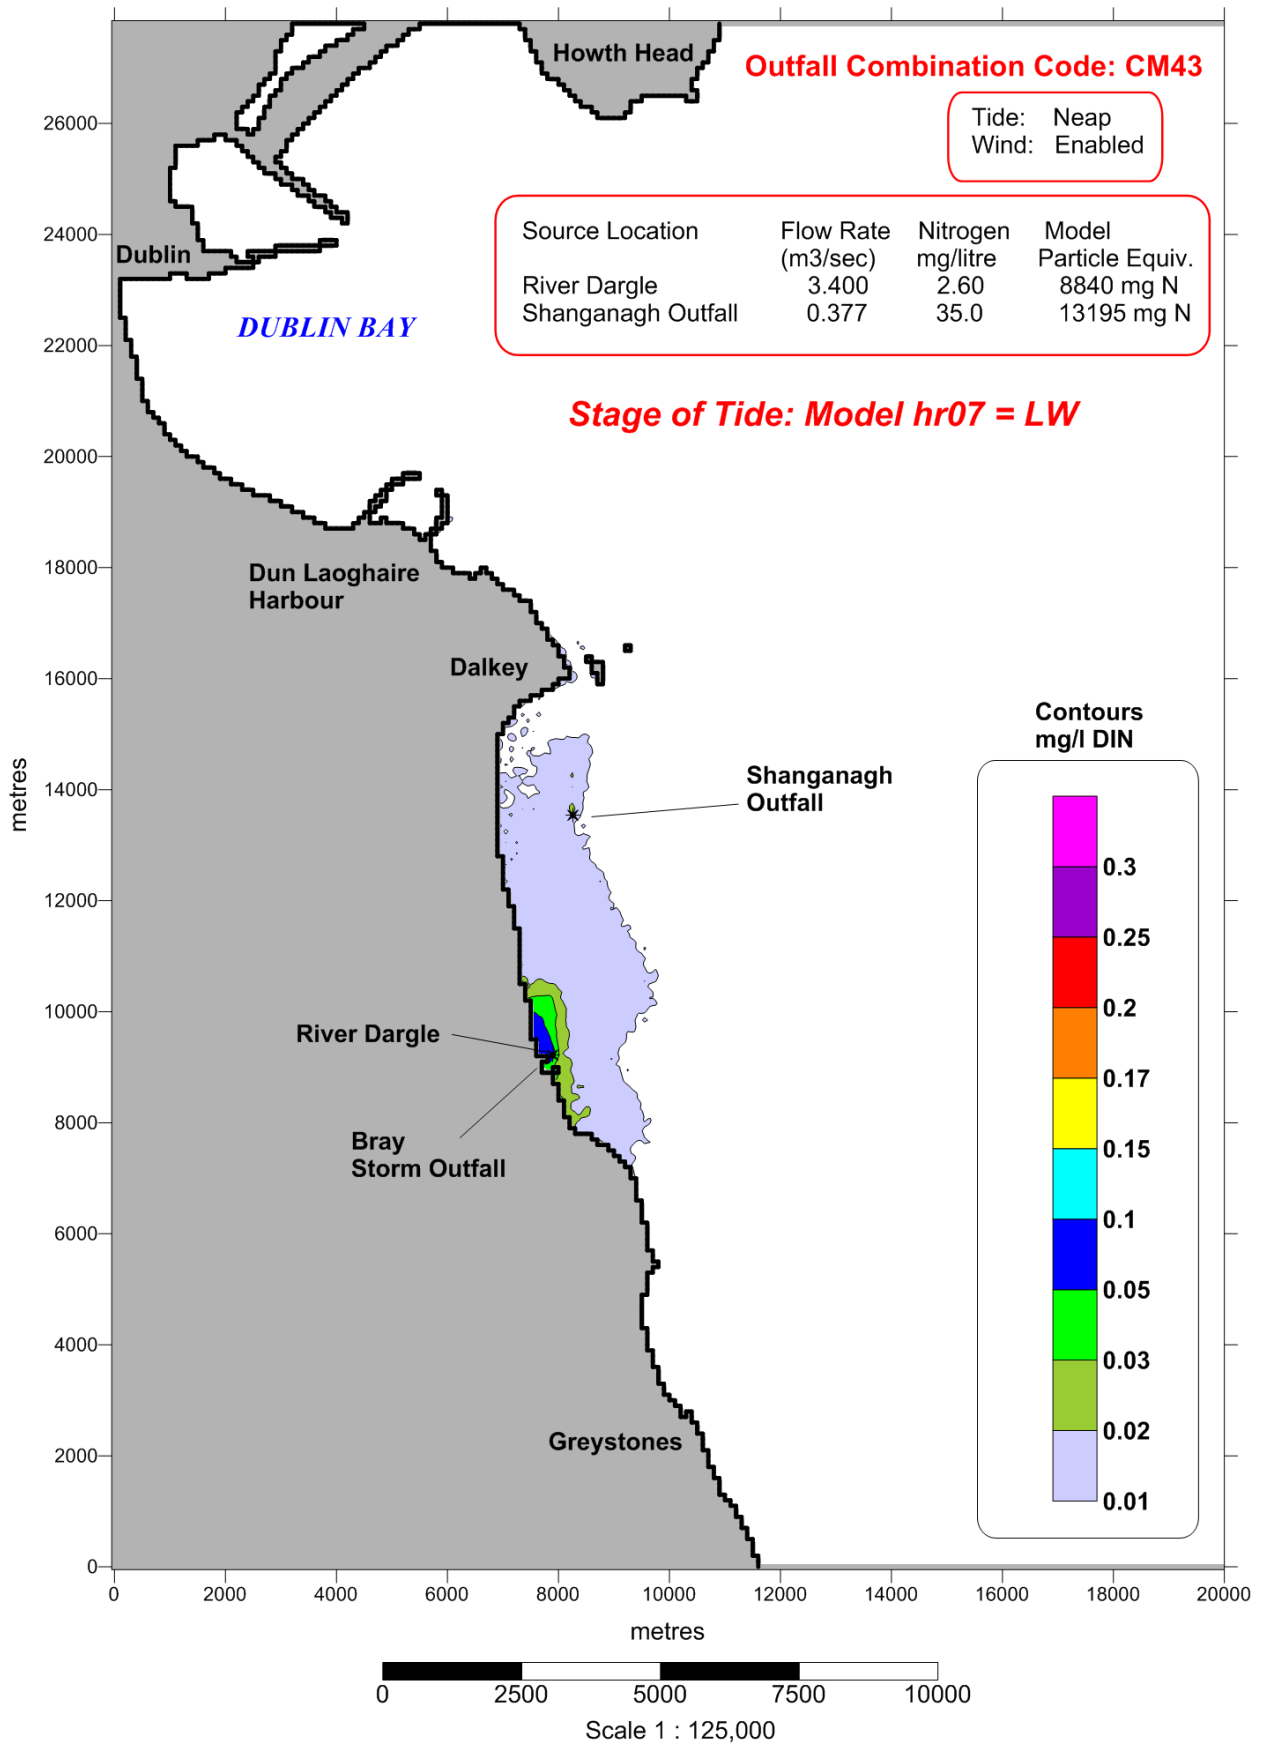 Howth Head
Outfall Combination Code: CM43
Tide: Neap
Wind: Enabled
Source Location Flow Rate Nitrogen Model
(m3/sec) mg/litre Particle Equiv.
River Dargle 3.400 2.60 8840 mg N
Shanganagh Outfall 0.377 35.0 13195 mg N
Stage of Tide: Model hr07 = LW
Dublin
DUBLIN BAY
Dun Laoghaire
Harbour
Dalkey
Shanganagh
Outfall
River Dargle
Bray
Storm Outfall
Greystones
Contours
mg/l DIN
0.3
0.25
0.2
0.17
0.15
0.1
0.05
0.03
0.02
0.01
26000
24000
22000
20000
18000
16000
14000
12000
10000
8000
6000
4000
2000
0
metres
0 2000 4000 6000 8000 10000 12000 14000 16000 18000 20000
metres
0 2500 5000 7500 10000
Scale 1 : 125,000